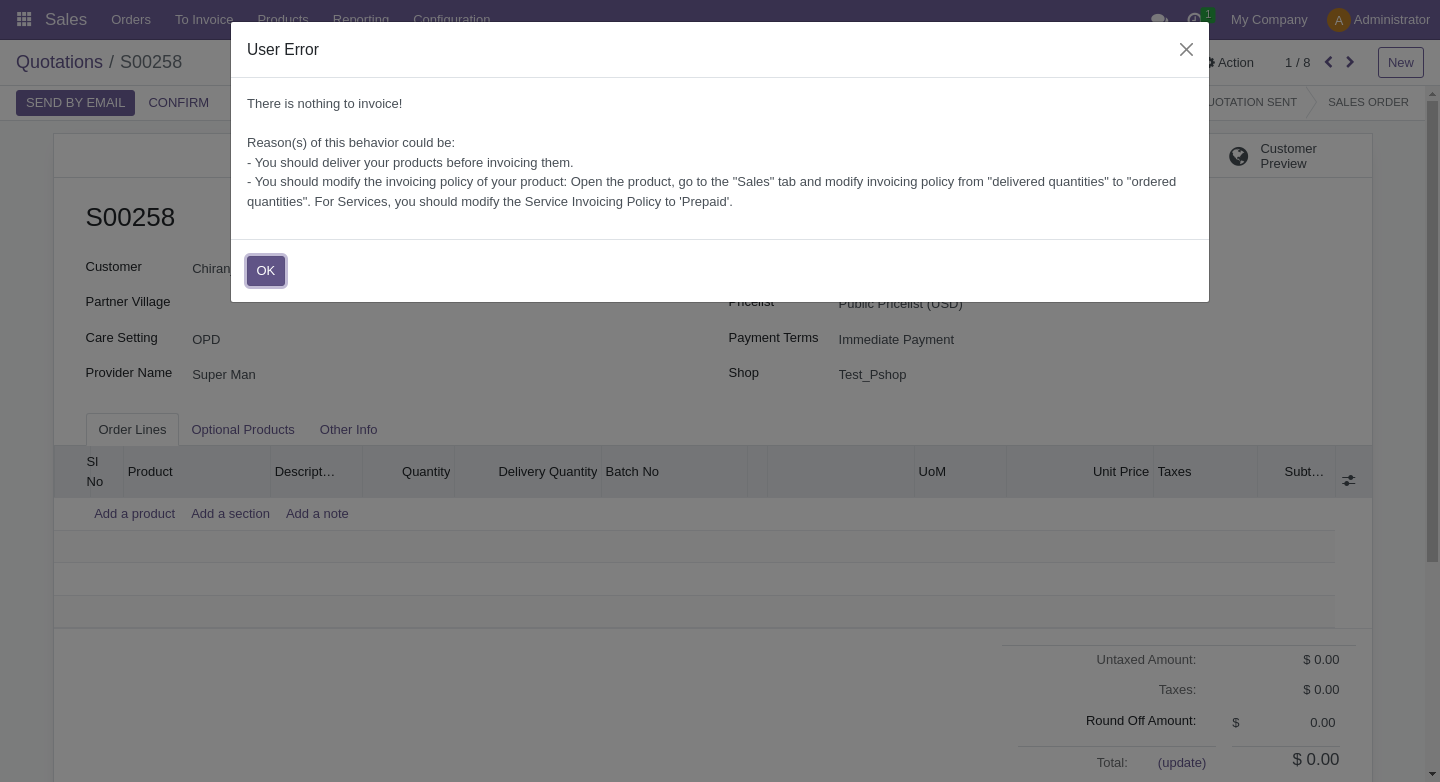 Sales Orders To Invoice Products Reporting Configuration 1 My Company A Administrator
User Error
Quotations / S00258 Action 1 / 8 New
There is nothing to invoice!
SEND BY EMAIL CONFIRM UOTATION SENT SALES ORDER
Reason(s) of this behavior could be:
- You should deliver your products before invoicing them.
- You should modify the invoicing policy of your product: Open the product, go to the "Sales" tab and modify invoicing policy from "delivered quantities" to "ordered
quantities". For Services, you should modify the Service Invoicing Policy to 'Prepaid'.
Customer
Preview
S00258
OK
Customer Chiran
Partner Village Pricelist Public Pricelist (USD)
Care Setting OPD Payment Terms Immediate Payment
Provider Name Super Man Shop Test_Pshop
Order Lines Optional Products Other Info
Sl
No
Product Descript... Quantity Delivery Quantity Batch No UoM Unit Price Taxes Subt...
Add a product Add a section Add a note
Untaxed Amount: $ 0.00
Taxes: $ 0.00
Round Off Amount: $ 0.00
Total: (update) $ 0.00